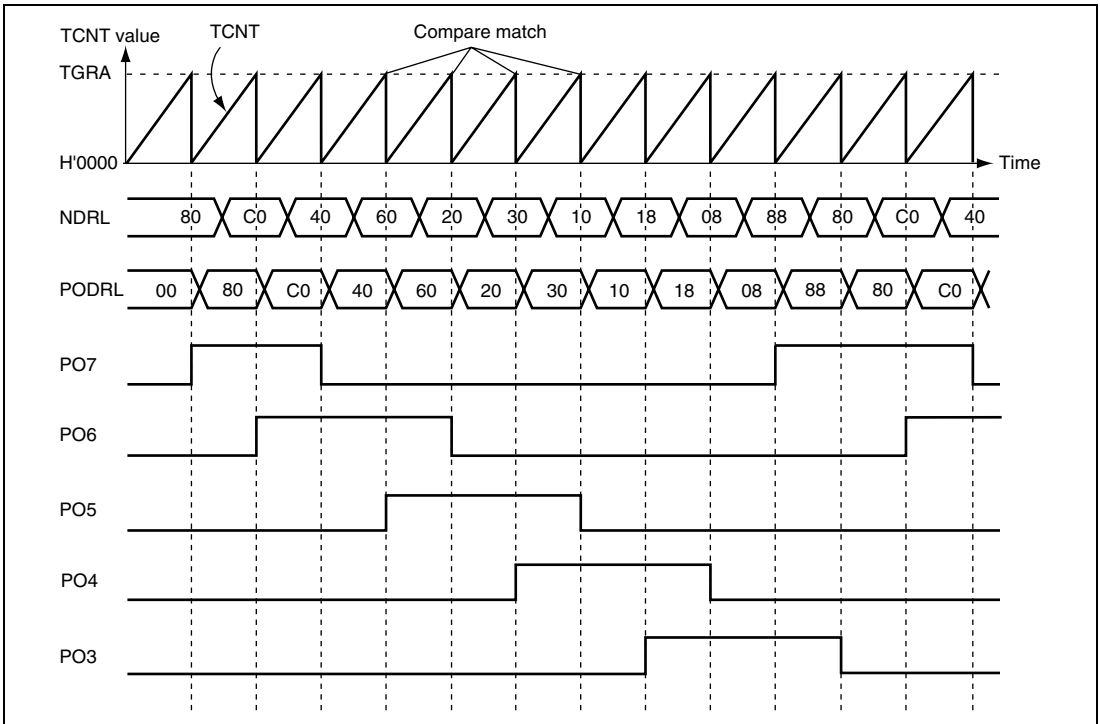 TCNT value
TCNT
Compare match
TGRA
H'0000
Time
NDRL 80 C0 40 60 20 30 10 18 08 88 80 C0 40
PODRL 00 80 C0 40 60 20 30 10 18 08 88 80 C0
PO7
PO6
PO5
PO4
PO3